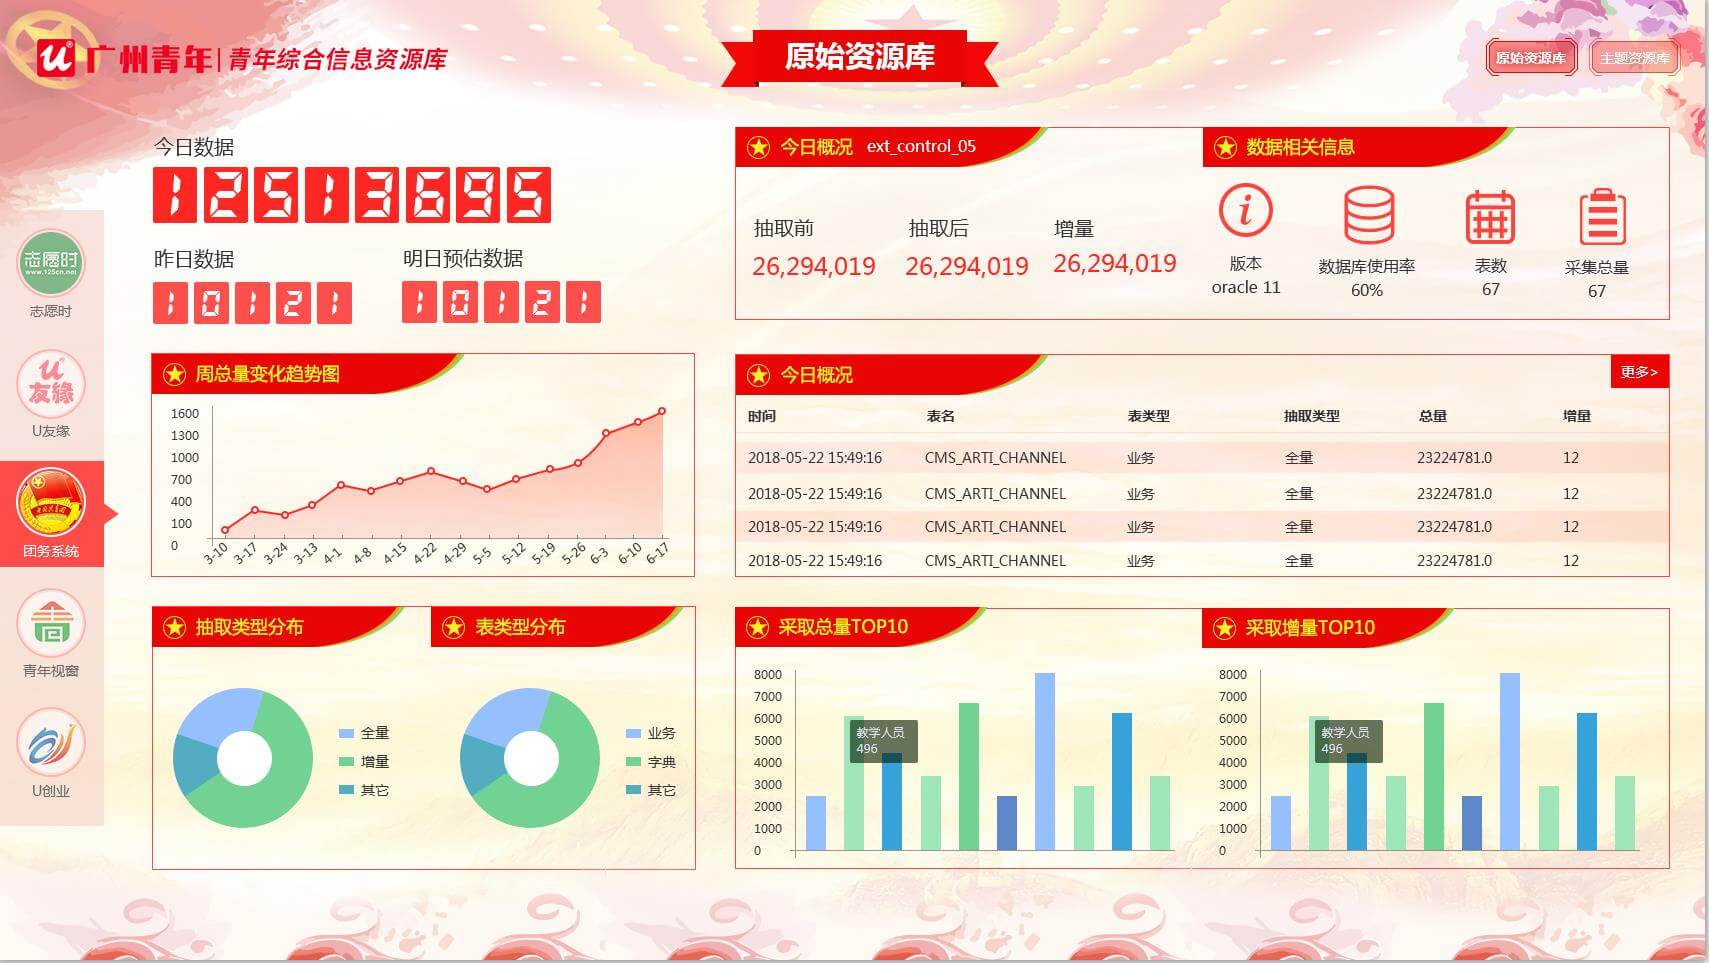 广州青年|青年综合信息资源库
原始资源库
原始资源库
主题资源库
志愿时
www.125cn.net
志愿时
友缘
U友缘
团务系统
青年视窗
U创业
今日数据
12513695
昨日数据
10121
明日预估数据
10121
今日概况 ext_control_05
抽取前
26,294,019
抽取后
26,294,019
增量
26,294,019
数据相关信息
版本
oracle 11
数据库使用率
60%
表数
67
采集总量
67
周总量变化趋势图
1600
1300
1000
700
400
100
0
3-10 3-17 3-24 3-13 4-1 4-8 4-15 4-22 4-29 5-5 5-12 5-19 5-26 6-3 6-10 6-17
今日概况
更多>
时间 表名 表类型 抽取类型 总量 增量
2018-05-22 15:49:16 CMS_ARTI_CHANNEL 业务 全量 23224781.0 12
2018-05-22 15:49:16 CMS_ARTI_CHANNEL 业务 全量 23224781.0 12
2018-05-22 15:49:16 CMS_ARTI_CHANNEL 业务 全量 23224781.0 12
2018-05-22 15:49:16 CMS_ARTI_CHANNEL 业务 全量 23224781.0 12
抽取类型分布
全量
增量
其它
表类型分布
业务
字典
其它
采取总量TOP10
8000
7000
6000
5000
4000
3000
2000
1000
0
教学人员
496
采取增量TOP10
8000
7000
6000
5000
4000
3000
2000
1000
0
教学人员
496